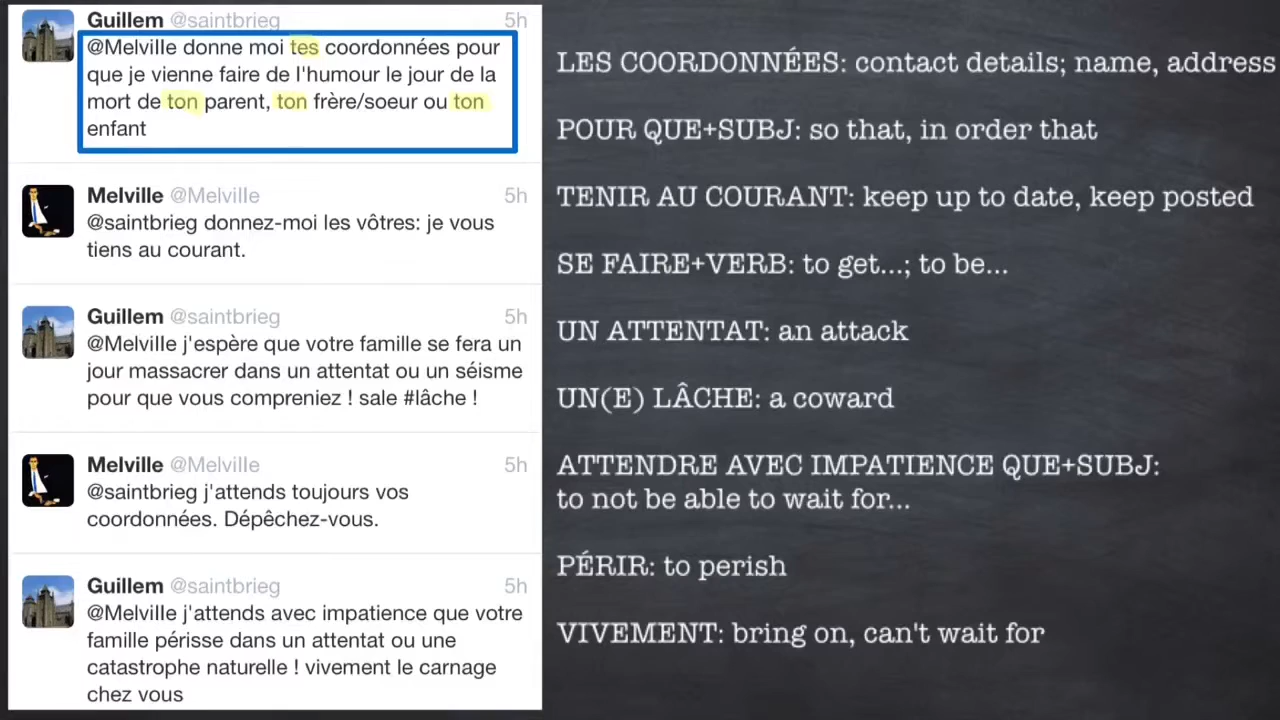 Guillem @saintbrieg 5h
@Melville donne moi tes coordonnées pour
que je vienne faire de l'humour le jour de la
mort de ton parent, ton frère/soeur ou ton
enfant
Melville @Melville 5h
@saintbrieg donnez-moi les vôtres: je vous
tiens au courant.
Guillem @saintbrieg 5h
@Melville j'espère que votre famille se fera un
jour massacrer dans un attentat ou un séisme
pour que vous compreniez ! sale #lâche !
Melville @Melville 5h
@saintbrieg j'attends toujours vos
coordonnées. Dépêchez-vous.
Guillem @saintbrieg 5h
@Melville j'attends avec impatience que votre
famille périsse dans un attentat ou une
catastrophe naturelle ! vivement le carnage
chez vous
LES COORDONNÉES: contact details; name, address
POUR QUE+SUBJ: so that, in order that
TENIR AU COURANT: keep up to date, keep posted
SE FAIRE+VERB: to get...; to be...
UN ATTENTAT: an attack
UN(E) LÂCHE: a coward
ATTENDRE AVEC IMPATIENCE QUE+SUBJ:
to not be able to wait for...
PÉRIR: to perish
VIVEMENT: bring on, can't wait for